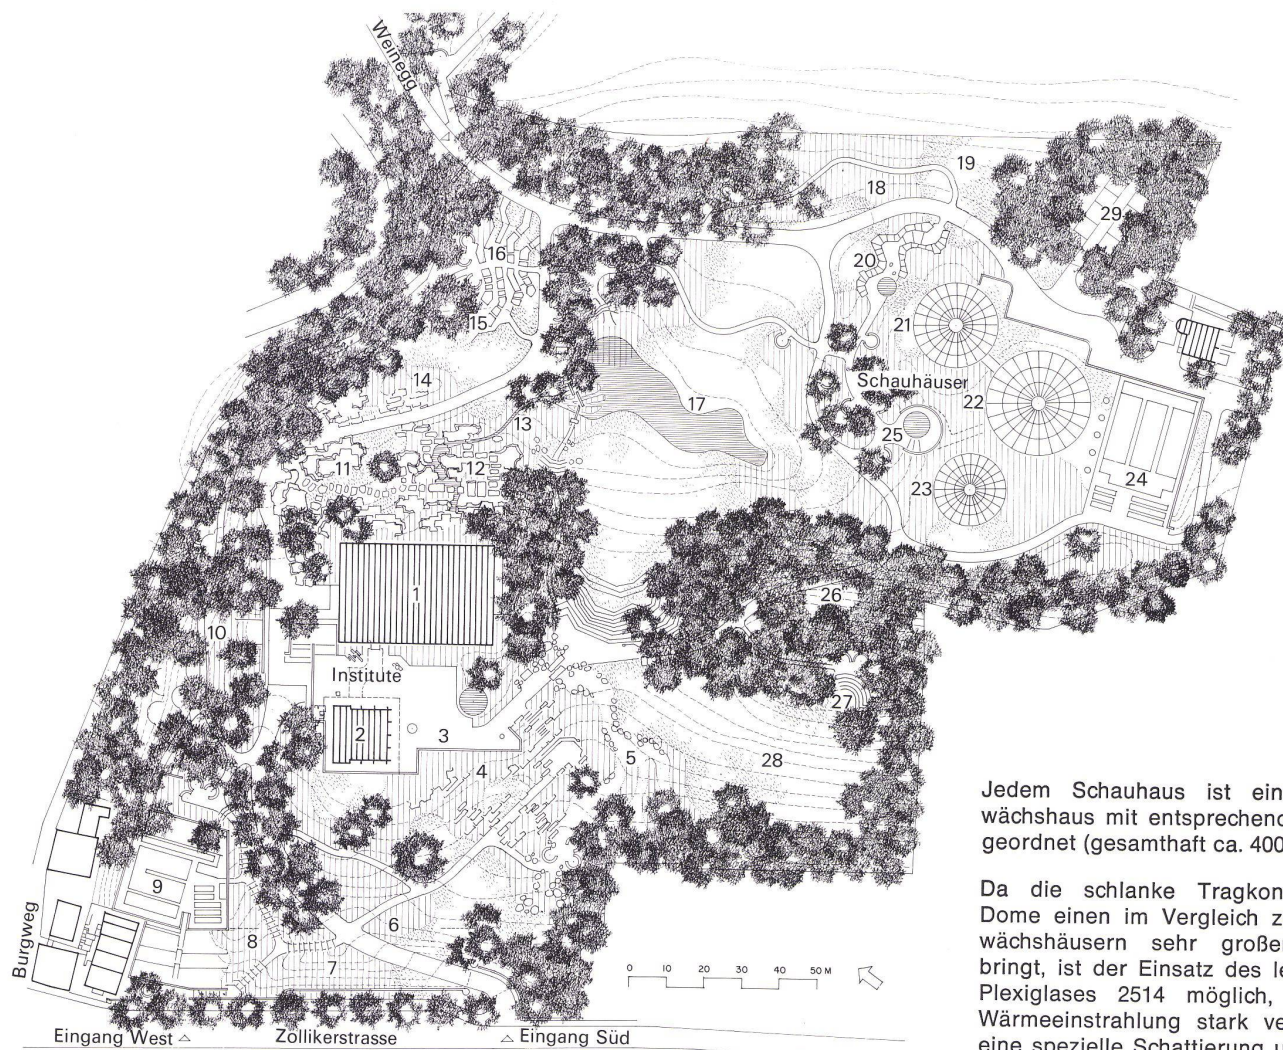 Weinegg
19
18
29
16
20
15
21
14
Schauhäuser
17
22
13
25
11
12
23
24
1
26
10
Institute
27
2
3
5
28
4
Jedem Schauhaus ist ein
wächshaus mit entsprechend
geordnet (gesamthaft ca. 400
Da die schlanke Tragkon
Dome einen im Vergleich z
wächshäusern sehr große
bringt, ist der Einsatz des le
Plexiglases 2514 möglich,
Wärmeeinstrahlung stark ve
eine spezielle Schattierung u
9
6
8
7
Burgweg
0 10 20 30 40 50 M
Eingang West
Zollikerstrasse
Eingang Süd